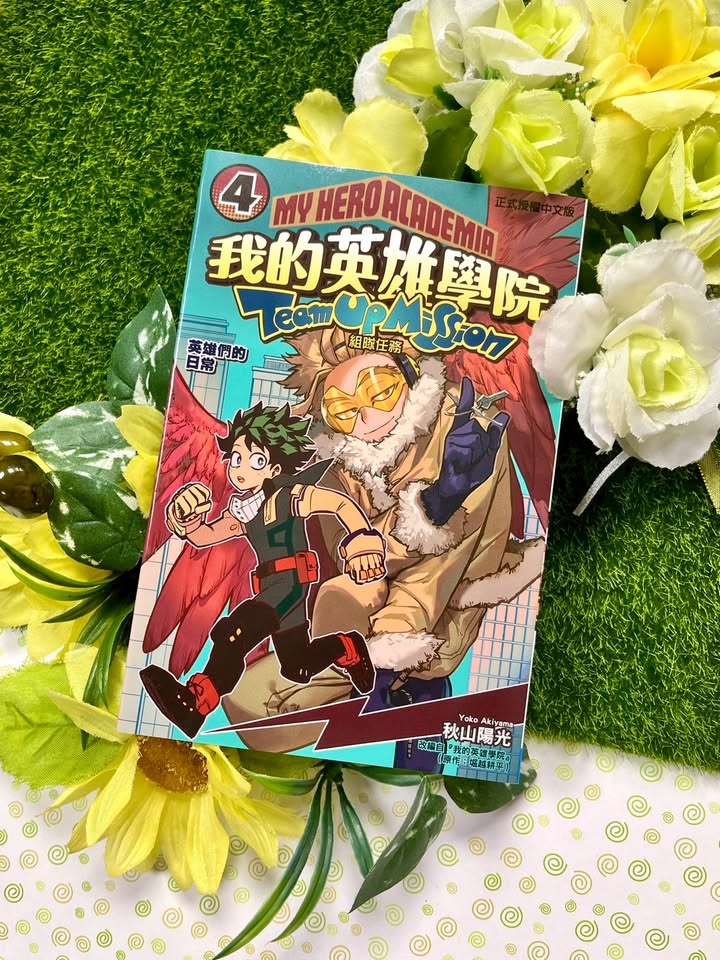 4
MY HERO ACADEMIA
正式授權中文版
我的英雄學院
Team Up Mission
組隊任務
英雄們的
日常
Yoko Akiyama
秋山陽光
改編自『我的英雄學院』
(原作：堀越耕平)